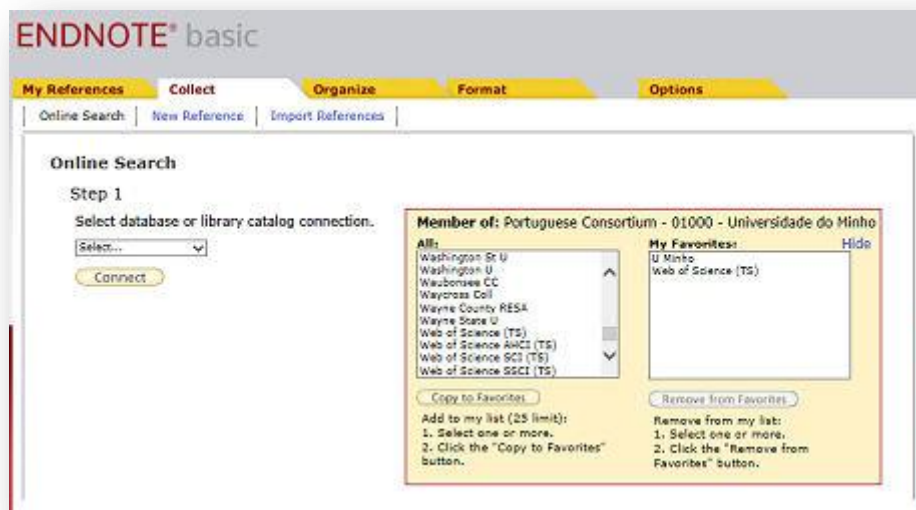 ENDNOTE® basic
My References Collect Organize Format Options
Online Search New Reference Import References
Online Search
Step 1
Select database or library catalog connection.
Select...
Connect
Member of: Portuguese Consortium - 01000 - Universidade do Minho
All:
Washington St U
Washington U
Waubonsee CC
Waycross Coll
Wayne County RESA
Wayne State U
Web of Science (TS)
Web of Science AHCI (TS)
Web of Science SCI (TS)
Web of Science SSCI (TS)
Copy to Favorites
Add to my list (25 limit):
1. Select one or more.
2. Click the "Copy to Favorites"
button.
My Favorites: Hide
U Minho
Web of Science (TS)
Remove from Favorites
Remove from my list:
1. Select one or more.
2. Click the "Remove from
Favorites" button.